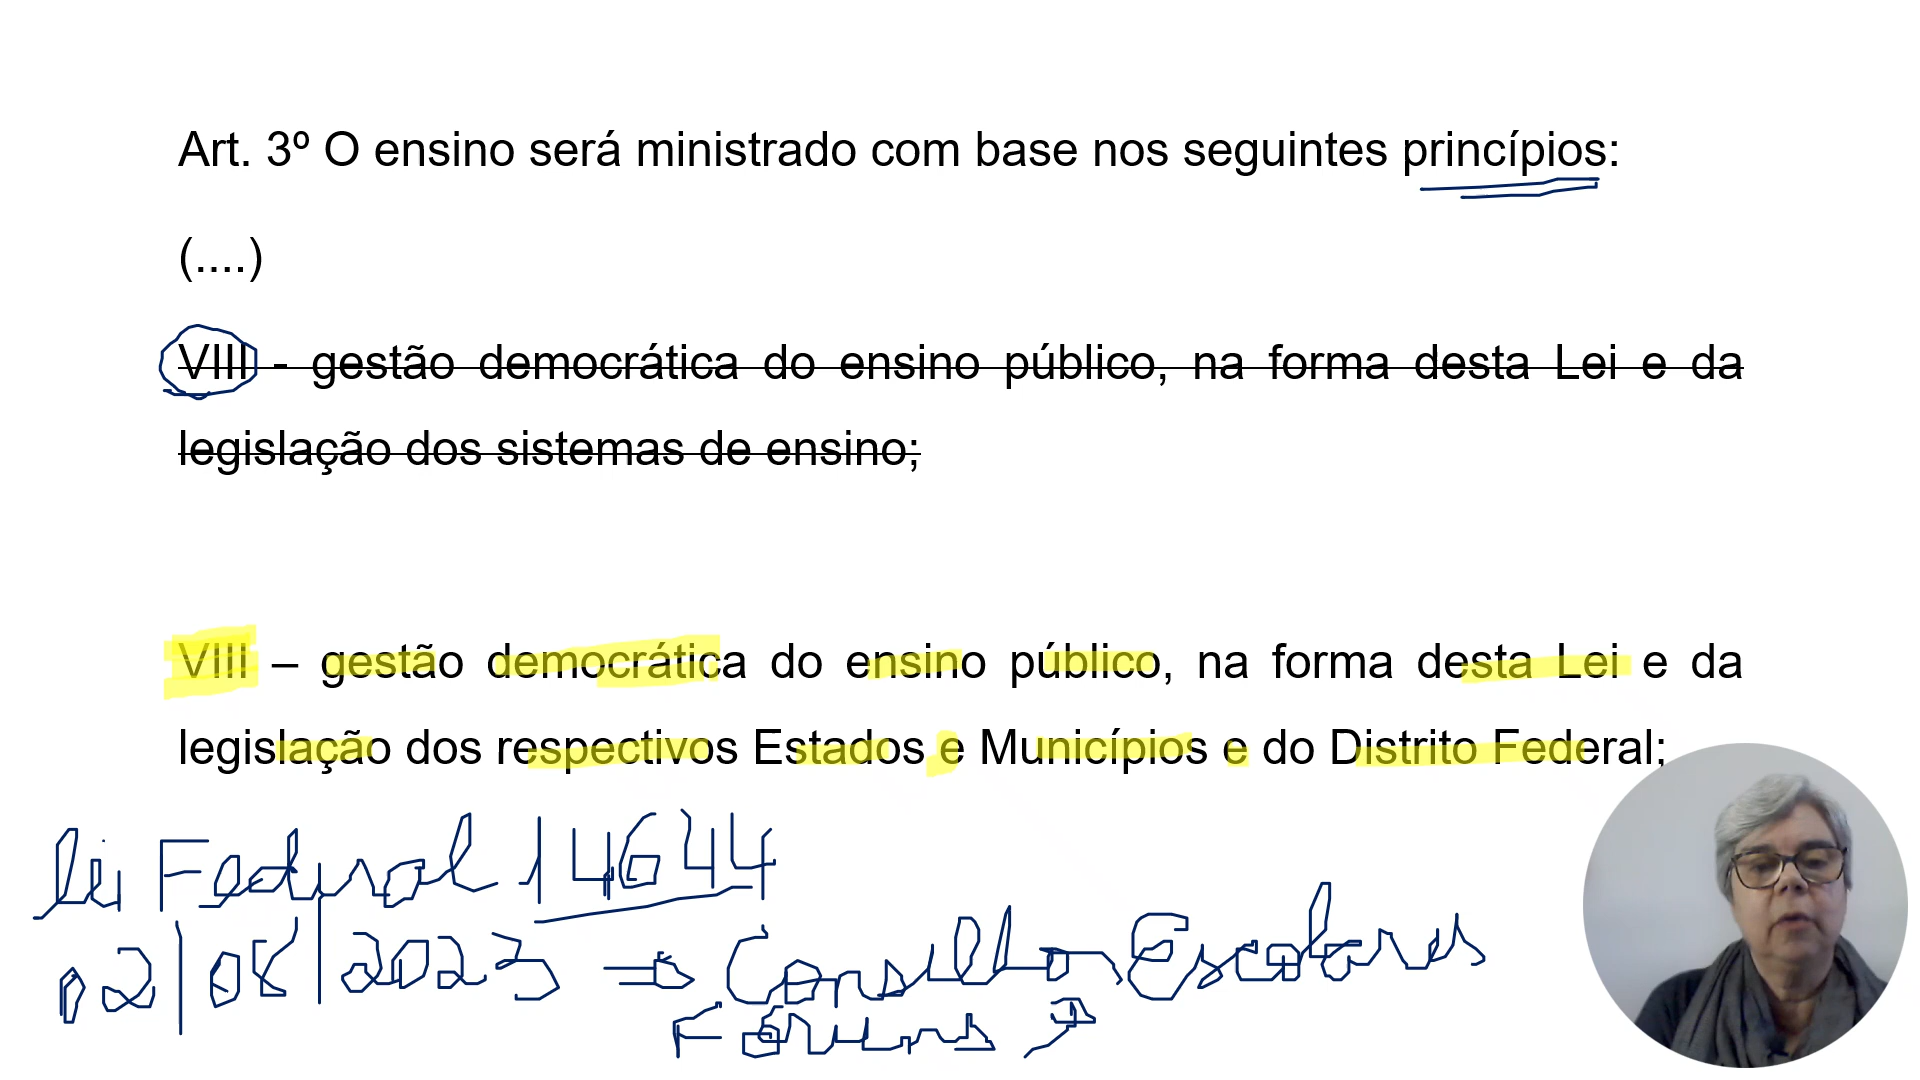 Art. 3º O ensino será ministrado com base nos seguintes princípios:
(....)
VIII - gestão democrática do ensino público, na forma desta Lei e da
legislação dos sistemas de ensino;
VIII – gestão democrática do ensino público, na forma desta Lei e da
legislação dos respectivos Estados e Municípios e do Distrito Federal;
lei Federal 14644
02/08/2023 ⇒ Conselhos Escolares
Fóruns